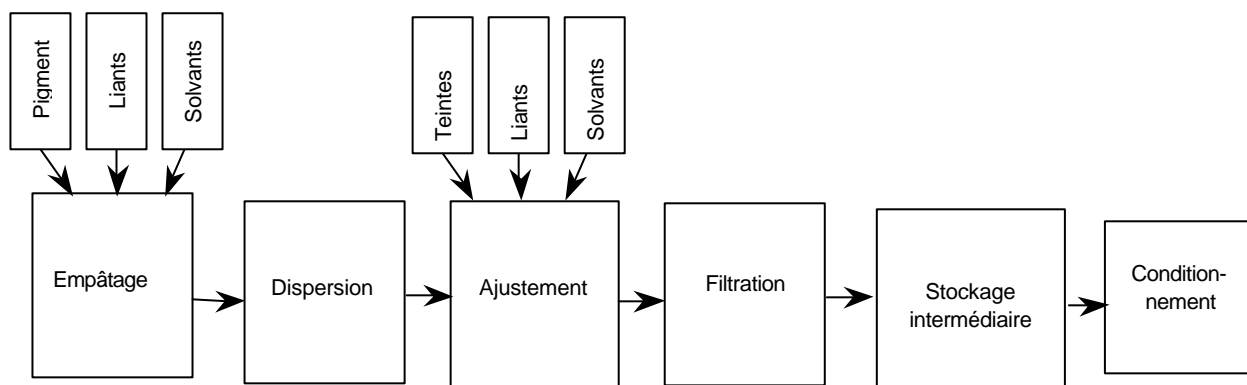 Pigment
Liants
Solvants
Teintes
Liants
Solvants
Empâtage
Dispersion
Ajustement
Filtration
Stockage
intermédiaire
Condition-
nement